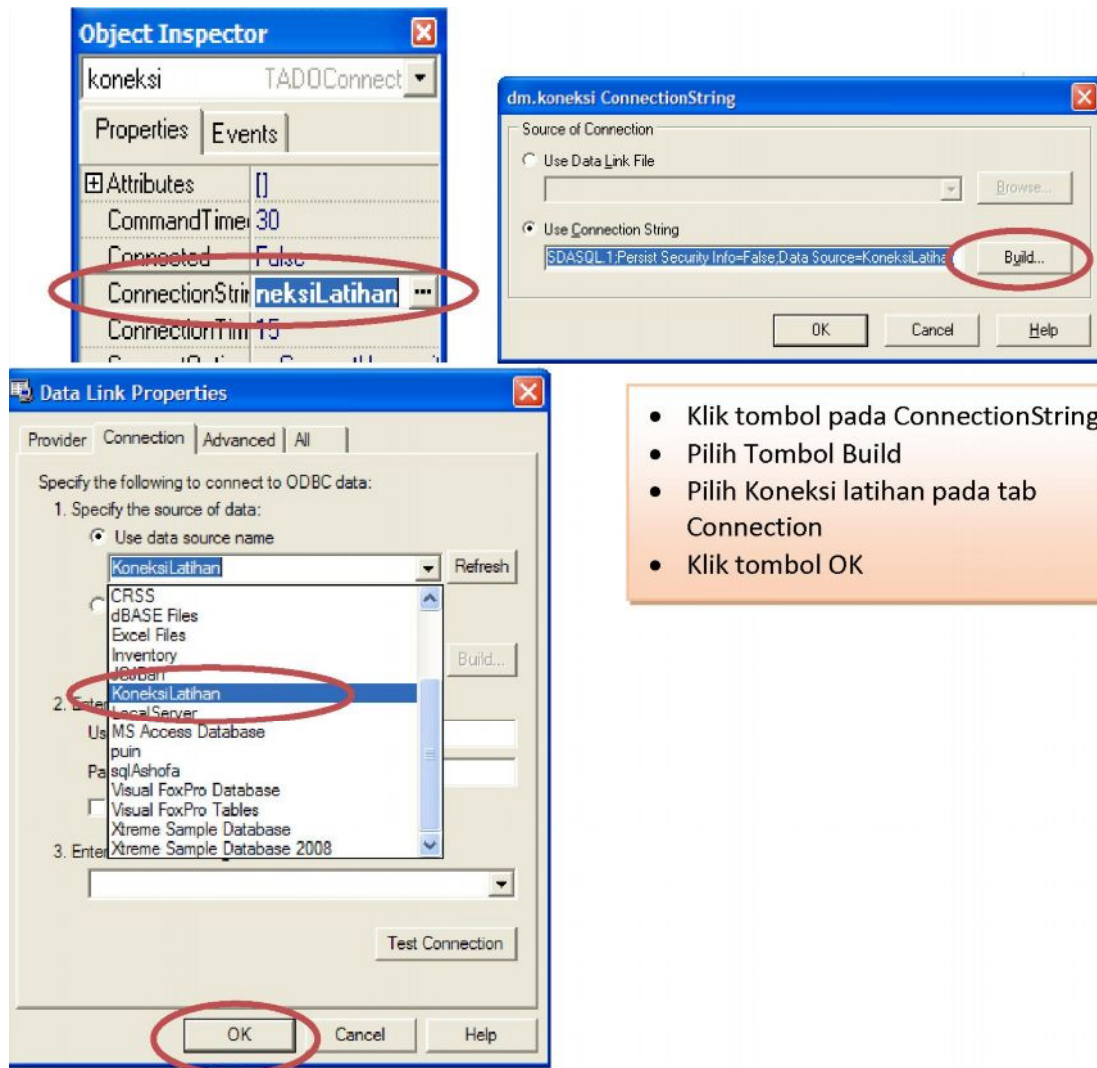 Object Inspector
koneksi TADOConnect
Properties Events
Attributes []
CommandTime 30
Connected False
ConnectionStrin neksiLatihan ...
ConnectionTim 15
dm.koneksi ConnectionString
Source of Connection
Use Data Link File
Browse...
Use Connection String
SDASQL.1;Persist Security Info=False;Data Source=KoneksiLatihan
Build...
OK Cancel Help
Data Link Properties
Provider Connection Advanced All
Specify the following to connect to ODBC data:
1. Specify the source of data:
Use data source name
KoneksiLatihan Refresh
CRSS
dBASE Files
Excel Files
Inventory
Build...
KoneksiLatihan
2. Enter
LocalServer
Us MS Access Database
puin
Pa sqlAshofa
Visual FoxPro Database
Visual FoxPro Tables
Xtreme Sample Database
3. Enter Xtreme Sample Database 2008
Test Connection
OK Cancel Help
• Klik tombol pada ConnectionString
• Pilih Tombol Build
• Pilih Koneksi latihan pada tab
Connection
• Klik tombol OK